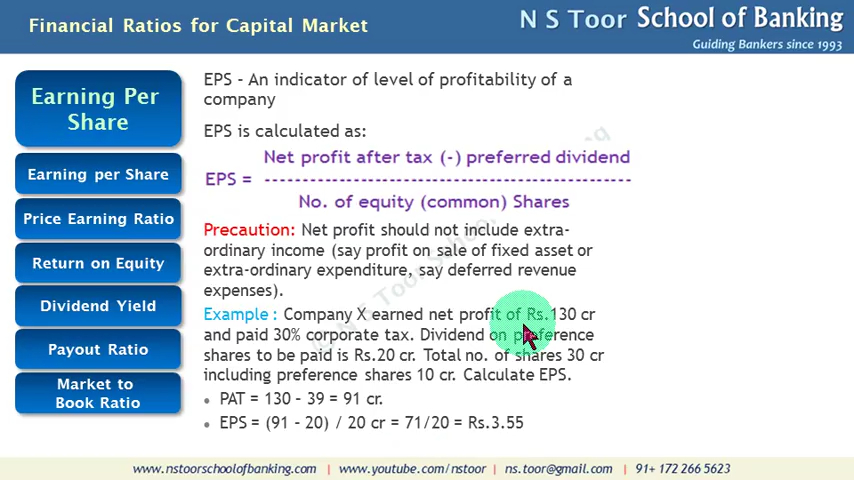 Financial Ratios for Capital Market
N S Toor School of Banking
Guiding Bankers since 1993
Earning Per
Share
Earning per Share
Price Earning Ratio
Return on Equity
Dividend Yield
Payout Ratio
Market to
Book Ratio
EPS - An indicator of level of profitability of a
company
EPS is calculated as:
Net profit after tax (-) preferred dividend
EPS = -----------------------------------------------------
No. of equity (common) Shares
Precaution: Net profit should not include extra-
ordinary income (say profit on sale of fixed asset or
extra-ordinary expenditure, say deferred revenue
expenses).
Example : Company X earned net profit of Rs.130 cr
and paid 30% corporate tax. Dividend on preference
shares to be paid is Rs.20 cr. Total no. of shares 30 cr
including preference shares 10 cr. Calculate EPS.
• PAT = 130 - 39 = 91 cr.
• EPS = (91 - 20) / 20 cr = 71/20 = Rs.3.55
© N S Toor School,
www.nstoorschoolofbanking.com | www.youtube.com/nstoor | ns.toor@gmail.com | 91+ 172 266 5623